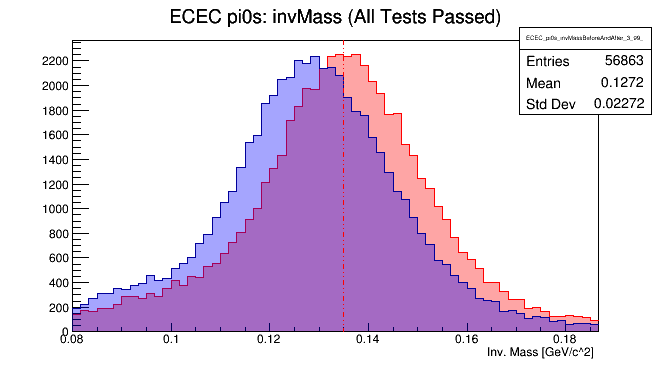 ECEC pi0s: invMass (All Tests Passed)
ECEC_pi0s_invMassBeforeAndAfter_3_99_
Entries 56863
Mean 0.1272
Std Dev 0.02272
2200
2000
1800
1600
1400
1200
1000
800
600
400
200
0
0.08 0.1 0.12 0.14 0.16 0.18
Inv. Mass [GeV/c^2]